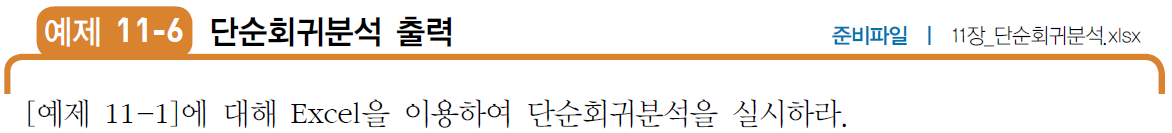 예제 11-6 단순회귀분석 출력 준비파일 | 11장_단순회귀분석.xlsx
[예제 11-1]에 대해 Excel을 이용하여 단순회귀분석을 실시하라.